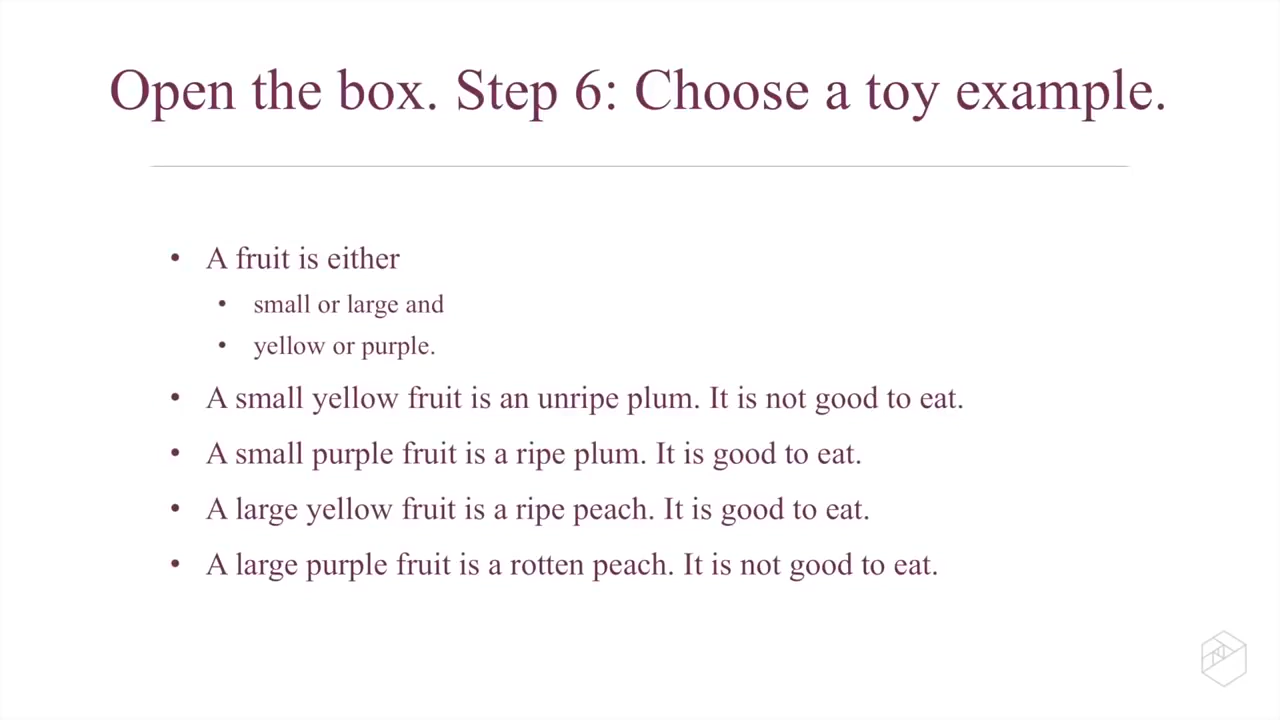 Open the box. Step 6: Choose a toy example.
• A fruit is either
• small or large and
• yellow or purple.
• A small yellow fruit is an unripe plum. It is not good to eat.
• A small purple fruit is a ripe plum. It is good to eat.
• A large yellow fruit is a ripe peach. It is good to eat.
• A large purple fruit is a rotten peach. It is not good to eat.